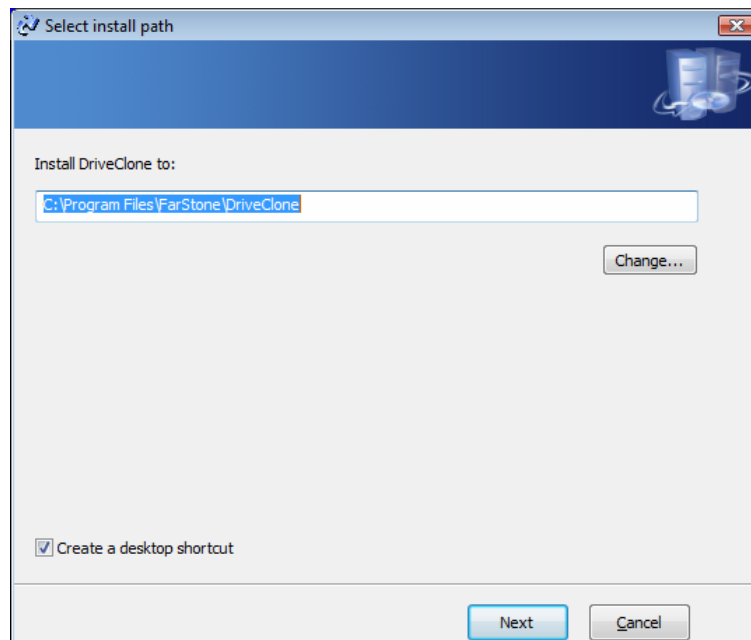 Select install path
Install DriveClone to:
C:\Program Files\FarStone\DriveClone
Change...
Create a desktop shortcut
Next
Cancel